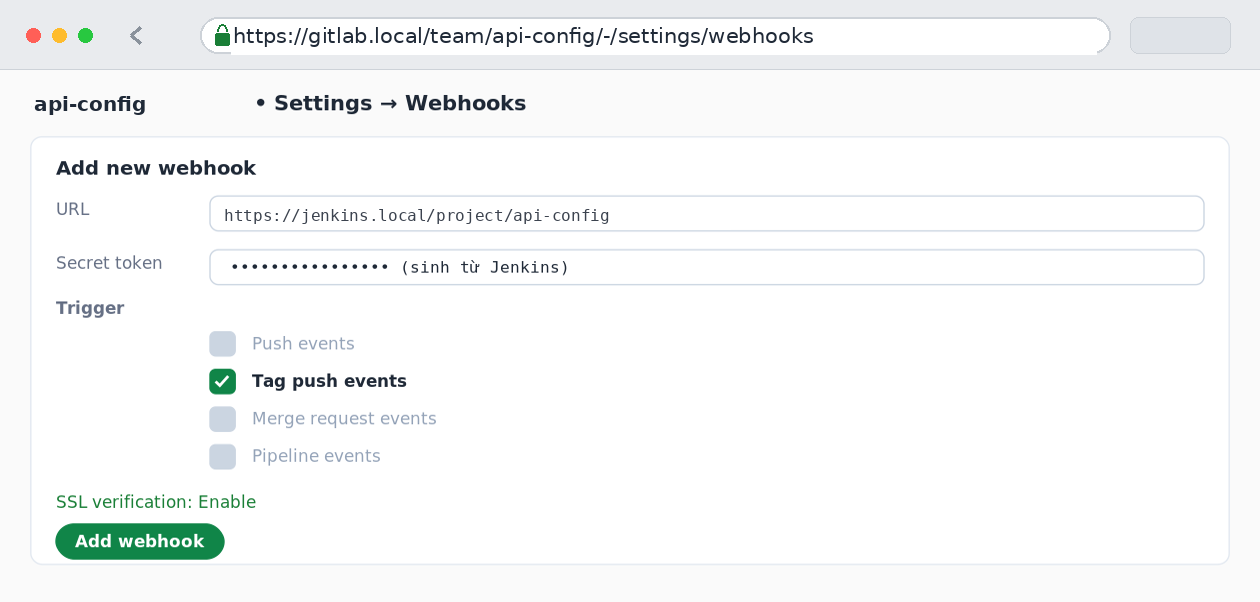 https://gitlab.local/team/api-config/-/settings/webhooks
api-config • Settings → Webhooks
Add new webhook
URL https://jenkins.local/project/api-config
Secret token •••••••••••••••• (sinh từ Jenkins)
Trigger
Push events
Tag push events
Merge request events
Pipeline events
SSL verification: Enable
Add webhook